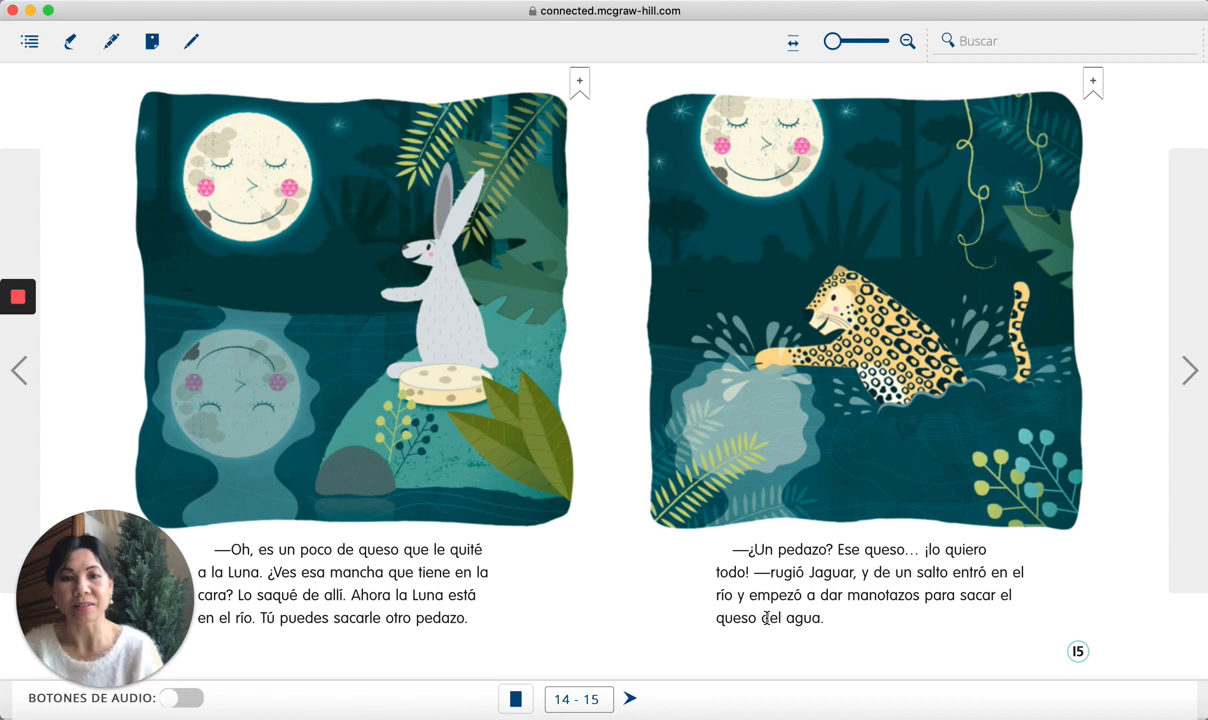 connected.mcgraw-hill.com
Buscar
—Oh, es un poco de queso que le quité
a la Luna. ¿Ves esa mancha que tiene en la
cara? Lo saqué de allí. Ahora la Luna está
en el río. Tú puedes sacarle otro pedazo.
—¿Un pedazo? Ese queso... ¡lo quiero
todo! —rugió Jaguar, y de un salto entró en el
río y empezó a dar manotazos para sacar el
queso del agua.
15
BOTONES DE AUDIO:
14 - 15